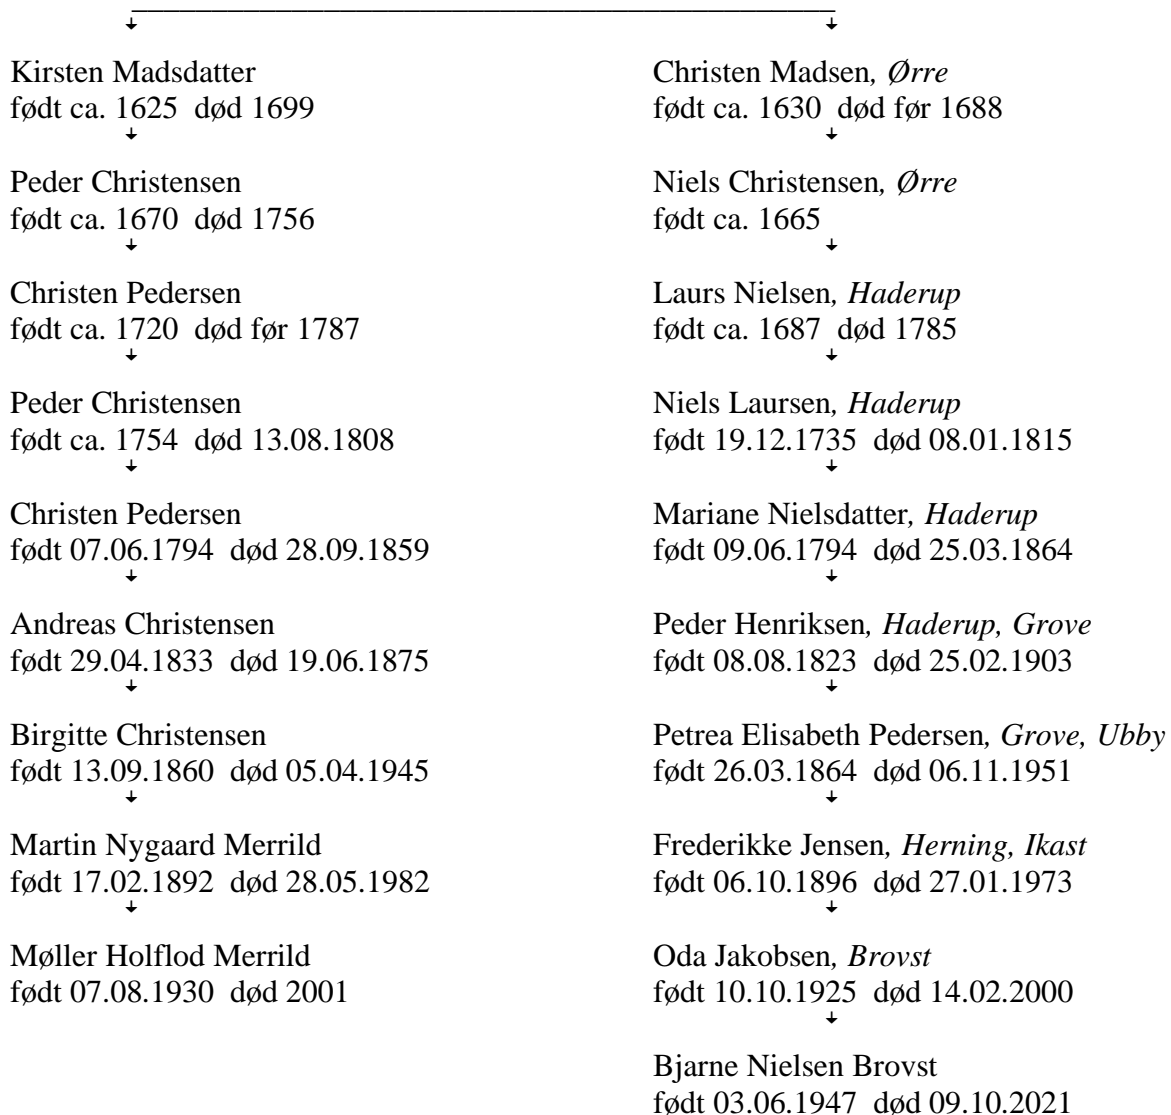 Kirsten Madsdatter
født ca. 1625 død 1699
Peder Christensen
født ca. 1670 død 1756
Christen Pedersen
født ca. 1720 død før 1787
Peder Christensen
født ca. 1754 død 13.08.1808
Christen Pedersen
født 07.06.1794 død 28.09.1859
Andreas Christensen
født 29.04.1833 død 19.06.1875
Birgitte Christensen
født 13.09.1860 død 05.04.1945
Martin Nygaard Merrild
født 17.02.1892 død 28.05.1982
Møller Holflod Merrild
født 07.08.1930 død 2001
Christen Madsen, Ørre
født ca. 1630 død før 1688
Niels Christensen, Ørre
født ca. 1665
Laurs Nielsen, Haderup
født ca. 1687 død 1785
Niels Laursen, Haderup
født 19.12.1735 død 08.01.1815
Mariane Nielsdatter, Haderup
født 09.06.1794 død 25.03.1864
Peder Henriksen, Haderup, Grove
født 08.08.1823 død 25.02.1903
Petrea Elisabeth Pedersen, Grove, Ubby
født 26.03.1864 død 06.11.1951
Frederikke Jensen, Herning, Ikast
født 06.10.1896 død 27.01.1973
Oda Jakobsen, Brovst
født 10.10.1925 død 14.02.2000
Bjarne Nielsen Brovst
født 03.06.1947 død 09.10.2021